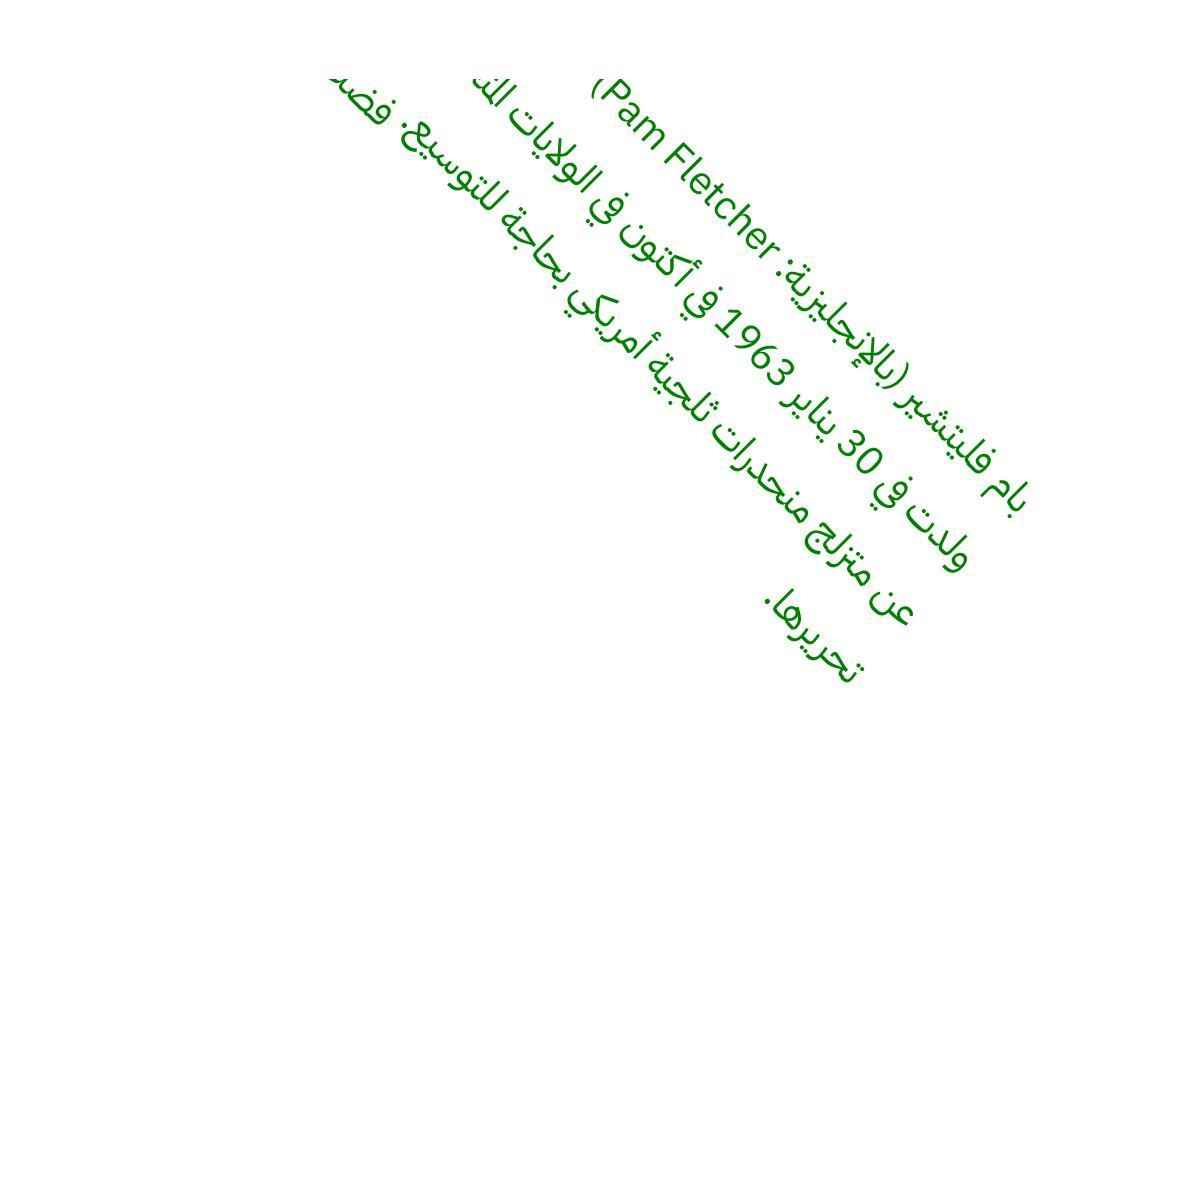 بام فليتشير (بالإنجليزية: Pam Fletcher)
ولدت في 30 يناير 1963 في أكتون في الولايات
عن متزلج منحدرات ثلجية أمريكي بحاجة للتوسيع.
تحريرها.